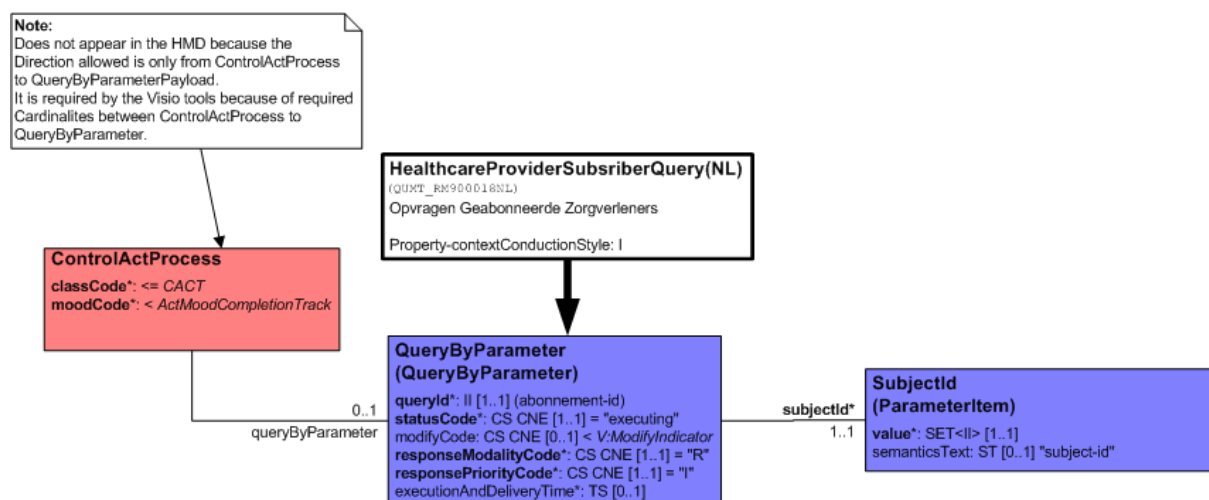 Note:
Does not appear in the HMD because the
Direction allowed is only from ControlActProcess
to QueryByParameterPayload.
It is required by the Visio tools because of required
Cardinalites between ControlActProcess to
QueryByParameter.
HealthcareProviderSubsriberQuery(NL)
(QUMT_RM900018NL)
Opvragen Geabonneerde Zorgverleners
Property-contextConductionStyle: I
ControlActProcess
classCode*: <= CACT
moodCode*: < ActMoodCompletionTrack
QueryByParameter
(QueryByParameter)
queryId*: II [1..1] (abonnement-id)
statusCode*: CS CNE [1..1] = "executing"
modifyCode: CS CNE [0..1] < V:ModifyIndicator
responseModalityCode*: CS CNE [1..1] = "R"
responsePriorityCode*: CS CNE [1..1] = "I"
executionAndDeliveryTime*: TS [0..1]
0..1
queryByParameter
subjectId*
1..1
SubjectId
(ParameterItem)
value*: SET<II> [1..1]
semanticsText: ST [0..1] "subject-id"